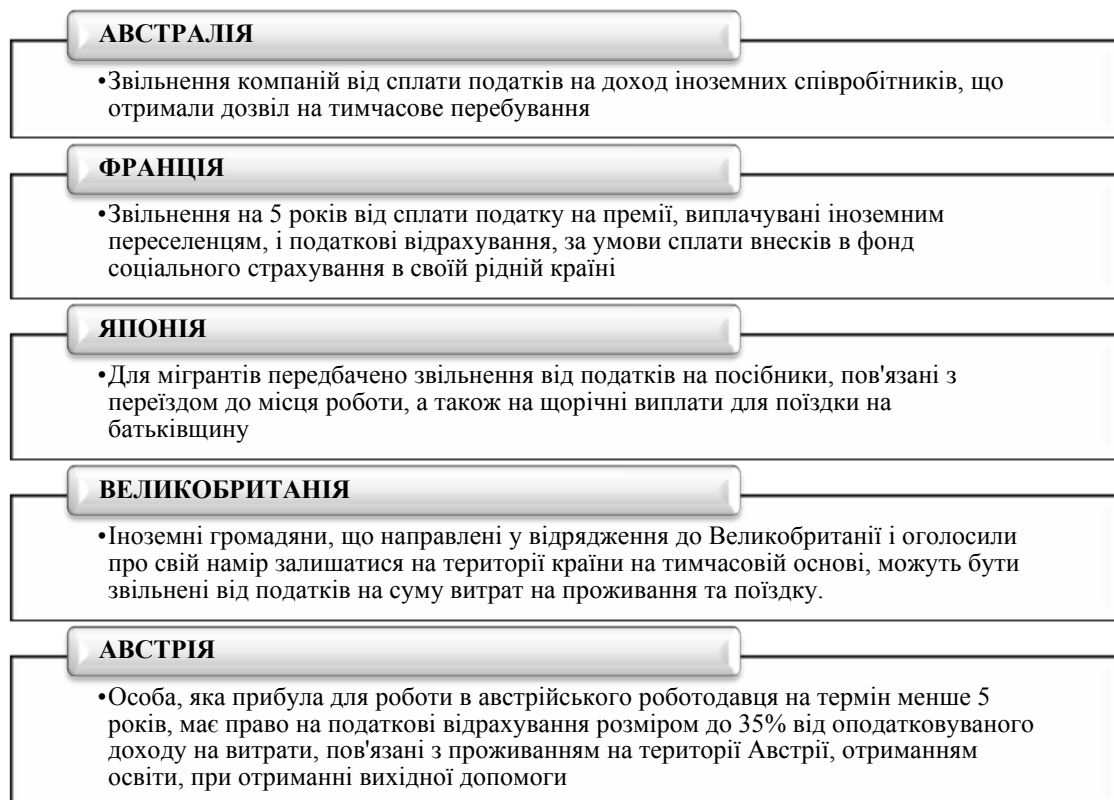 АВСТРАЛІЯ
•Звільнення компаній від сплати податків на доход іноземних співробітників, що
отримали дозвіл на тимчасове перебування
ФРАНЦІЯ
•Звільнення на 5 років від сплати податку на премії, виплачувані іноземним
переселенцям, і податкові відрахування, за умови сплати внесків в фонд
соціального страхування в своїй рідній країні
ЯПОНІЯ
•Для мігрантів передбачено звільнення від податків на посібники, пов'язані з
переїздом до місця роботи, а також на щорічні виплати для поїздки на
батьківщину
ВЕЛИКОБРИТАНІЯ
•Іноземні громадяни, що направлені у відрядження до Великобританії і оголосили
про свій намір залишатися на території країни на тимчасовій основі, можуть бути
звільнені від податків на суму витрат на проживання та поїздку.
АВСТРІЯ
•Особа, яка прибула для роботи в австрійського роботодавця на термін менше 5
років, має право на податкові відрахування розміром до 35% від оподатковуваного
доходу на витрати, пов'язані з проживанням на території Австрії, отриманням
освіти, при отриманні вихідної допомоги